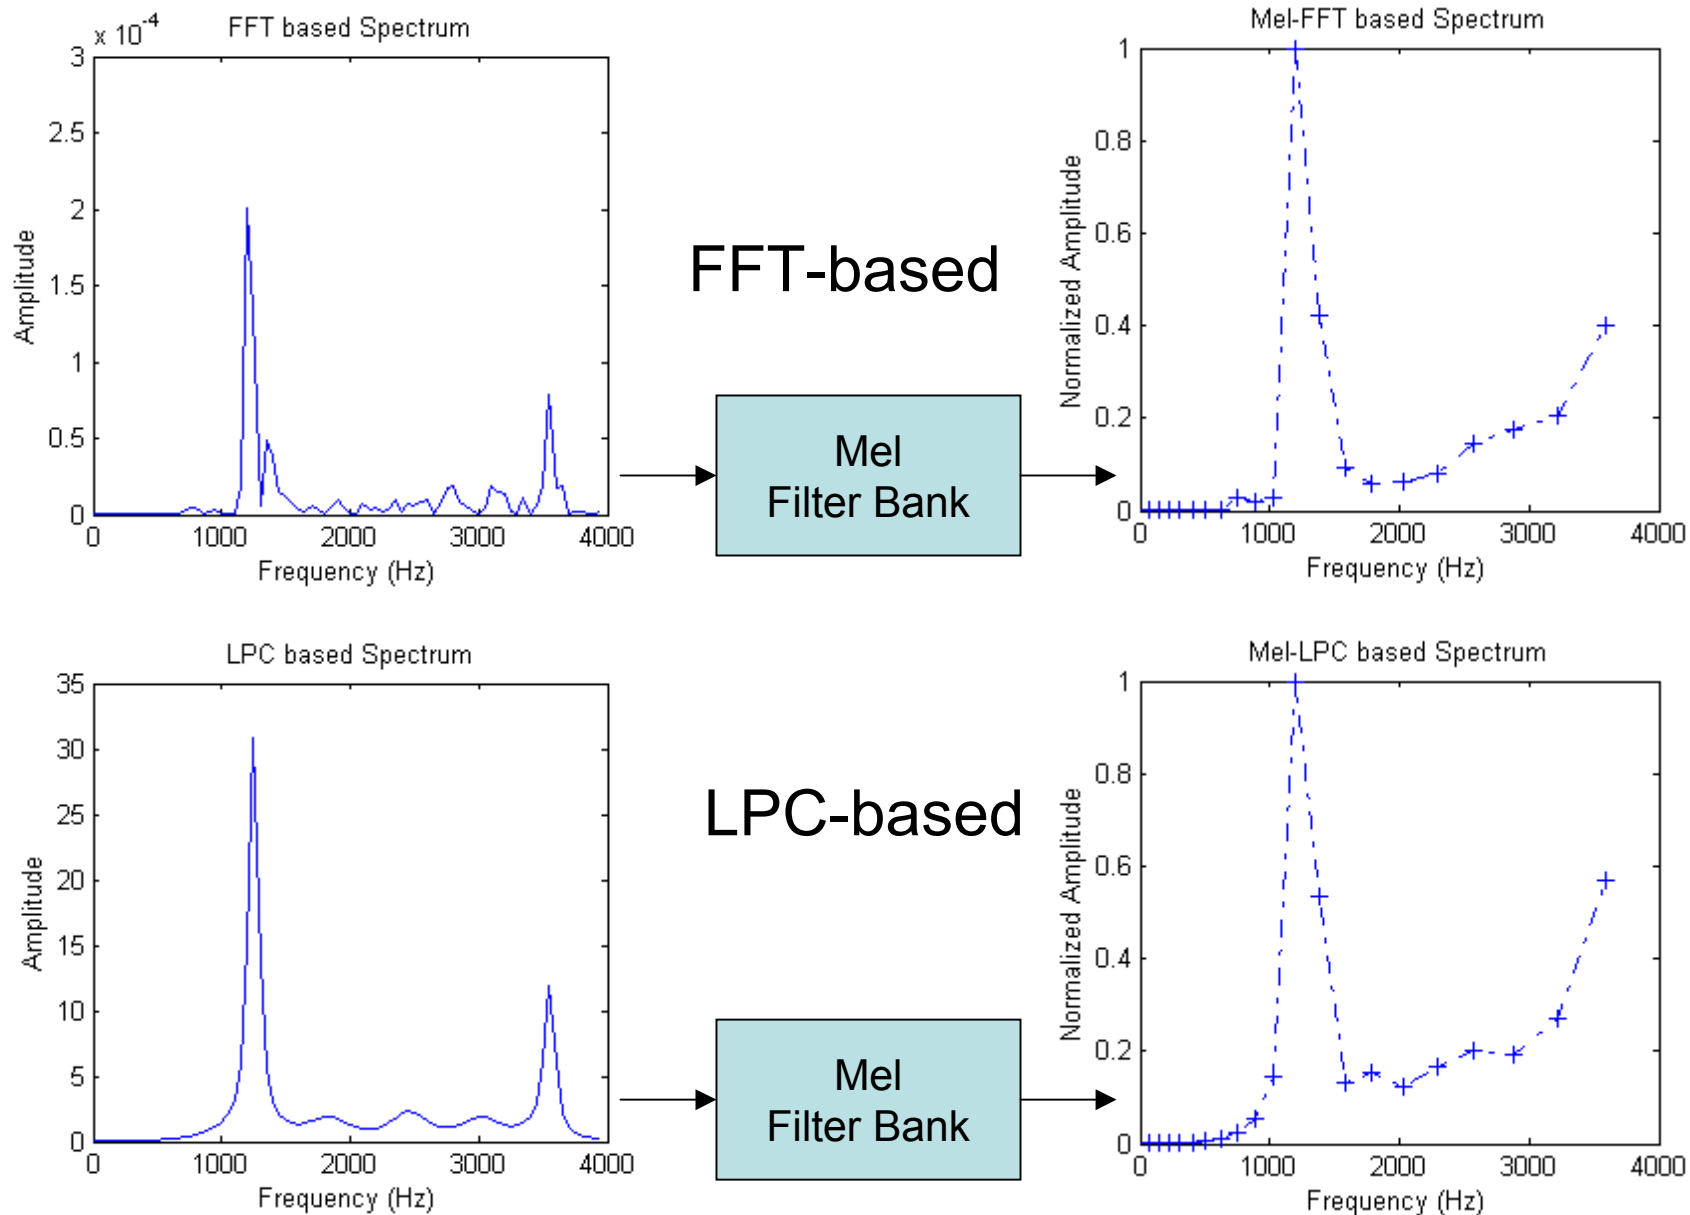 x 10^-4
FFT based Spectrum
3
2.5
2
1.5
1
0.5
0
Amplitude
0 1000 2000 3000 4000
Frequency (Hz)
FFT-based
Mel
Filter Bank
Mel-FFT based Spectrum
1
0.8
0.6
0.4
0.2
0
Normalized Amplitude
0 1000 2000 3000 4000
Frequency (Hz)
LPC based Spectrum
35
30
25
20
15
10
5
0
Amplitude
0 1000 2000 3000 4000
Frequency (Hz)
LPC-based
Mel
Filter Bank
Mel-LPC based Spectrum
1
0.8
0.6
0.4
0.2
0
Normalized Amplitude
0 1000 2000 3000 4000
Frequency (Hz)